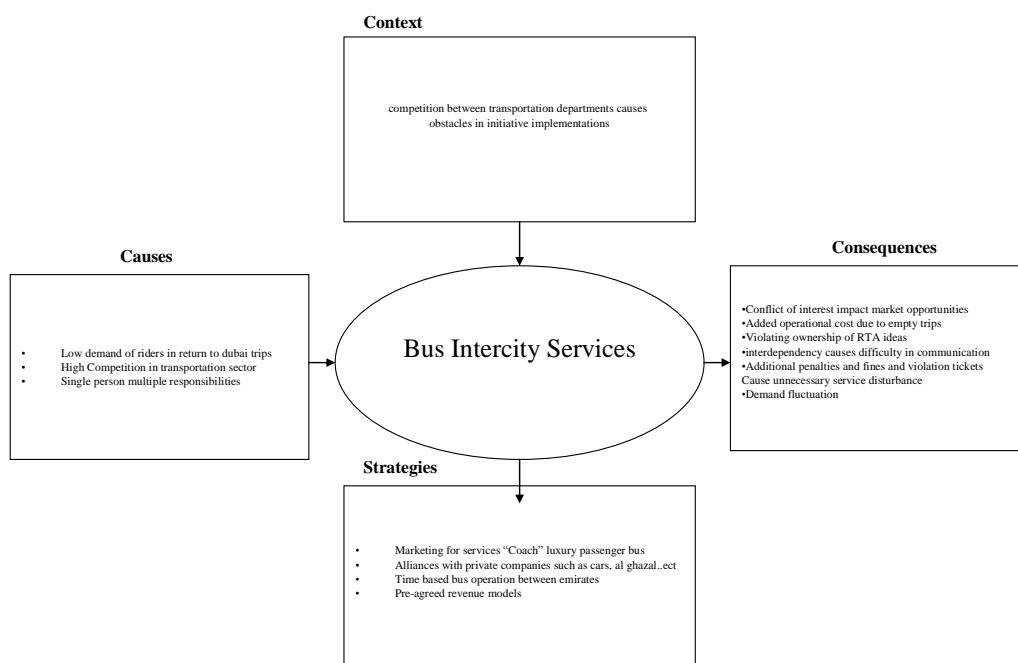 Context
competition between transportation departments causes
obstacles in initiative implementations
Causes
• Low demand of riders in return to dubai trips
• High Competition in transportation sector
• Single person multiple responsibilities
Bus Intercity Services
Consequences
•Conflict of interest impact market opportunities
•Added operational cost due to empty trips
•Violating ownership of RTA ideas
•interdependency causes difficulty in communication
•Additional penalties and fines and violation tickets
Cause unnecessary service disturbance
•Demand fluctuation
Strategies
• Marketing for services “Coach” luxury passenger bus
• Alliances with private companies such as cars, al ghazal..ect
• Time based bus operation between emirates
• Pre-agreed revenue models